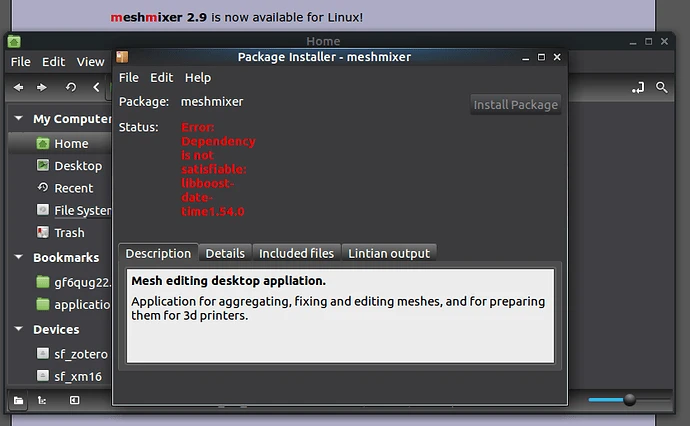 meshmixer 2.9 is now available for Linux!
Home
File Edit View
Package Installer - meshmixer
File Edit Help
Package: meshmixer
Install Package
Status: Error:
Dependency
is not
satisfiable:
libboost-
date-
time1.54.0
My Computer
Home
Desktop
Recent
File System
Trash
Bookmarks
gf6qug22.
applicatio
Devices
sf_zotero
sf_xm16
Description Details Included files Lintian output
Mesh editing desktop appliation.
Application for aggregating, fixing and editing meshes, and for preparing
them for 3d printers.